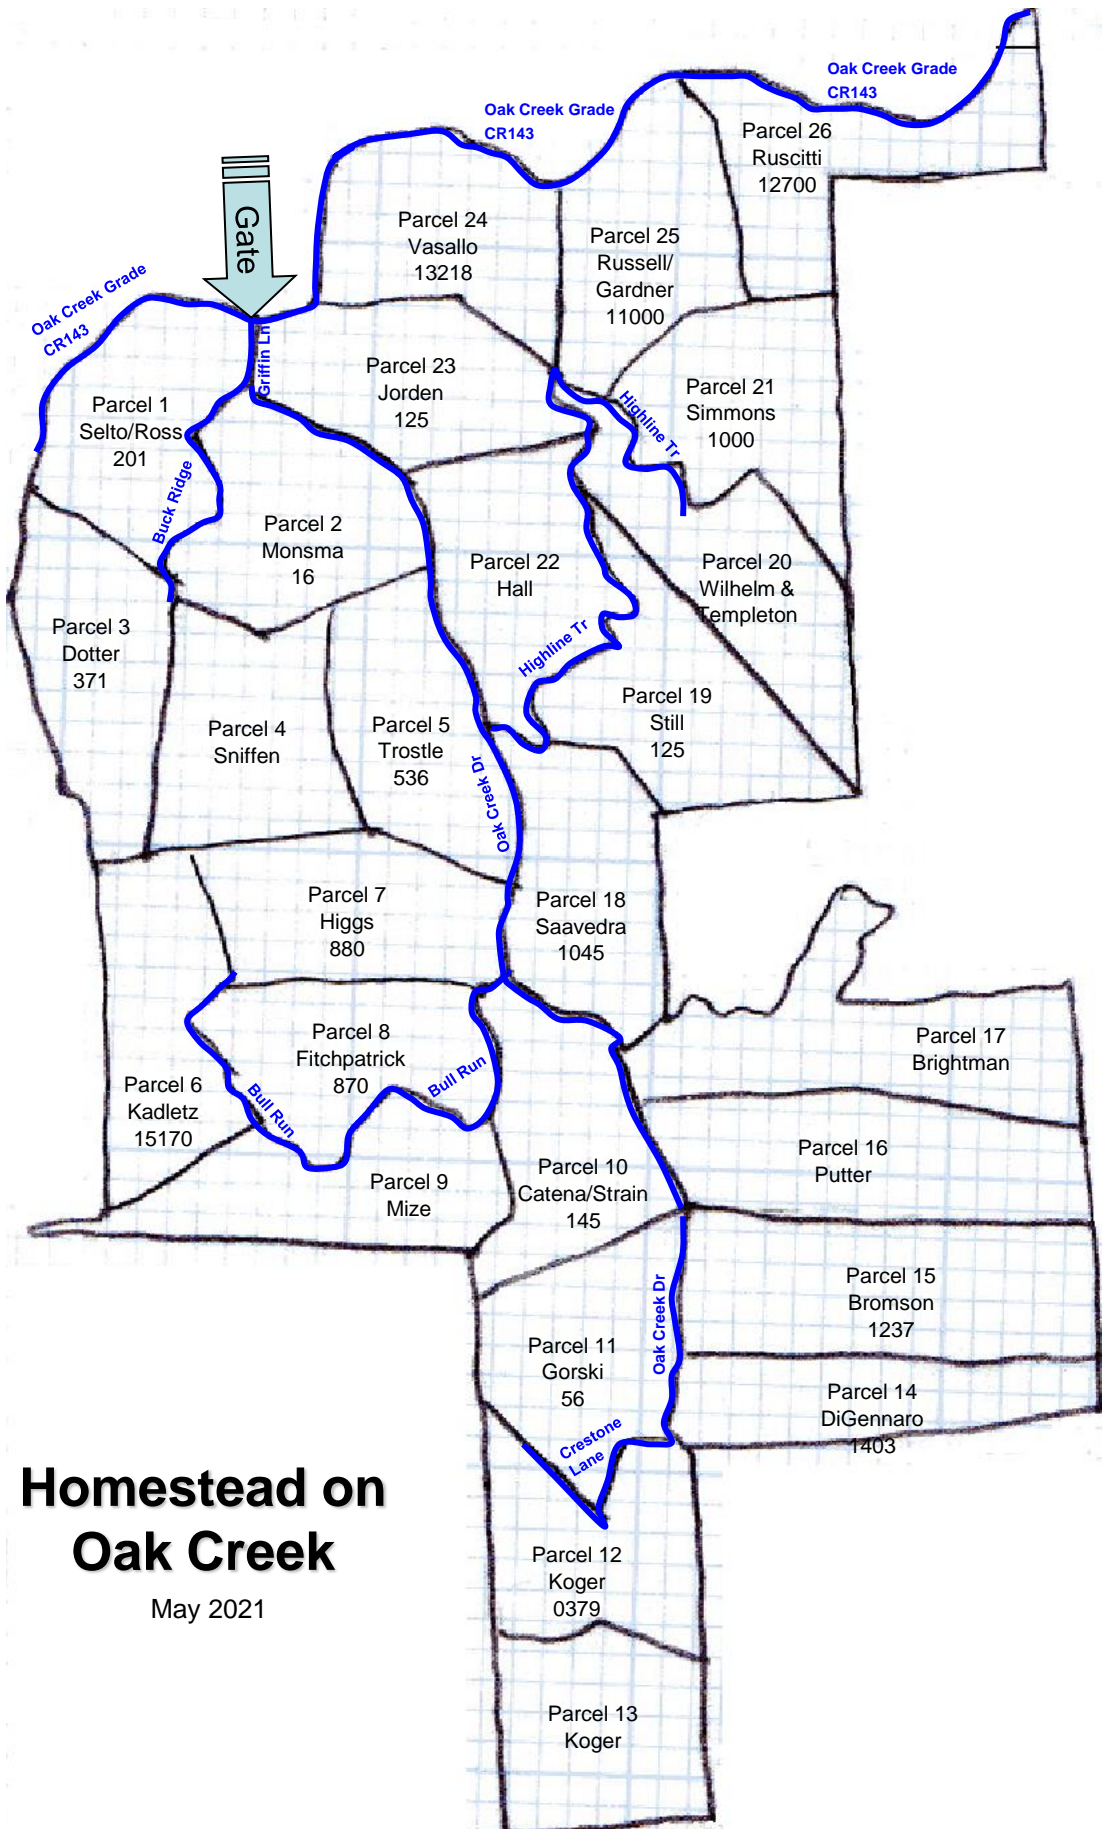 Oak Creek Grade
CR143
Oak Creek Grade
CR143
Parcel 26
Ruscitti
12700
Gate
Parcel 24
Vasallo
13218
Parcel 25
Russell/
Gardner
11000
Oak Creek Grade
CR143
Griffin Ln
Parcel 23
Jorden
125
Parcel 1
Selto/Ross
201
Parcel 21
Simmons
1000
Highline Tr
Buck Ridge
Parcel 2
Monsma
16
Parcel 22
Hall
Parcel 20
Wilhelm &
Templeton
Parcel 3
Dotter
371
Highline Tr
Parcel 19
Still
125
Parcel 4
Sniffen
Parcel 5
Trostle
536
Oak Creek Dr
Parcel 7
Higgs
880
Parcel 18
Saavedra
1045
Parcel 8
Fitchpatrick
870
Bull Run
Bull Run
Parcel 17
Brightman
Parcel 6
Kadletz
15170
Parcel 16
Putter
Parcel 9
Mize
Parcel 10
Catena/Strain
145
Parcel 15
Bromson
1237
Oak Creek Dr
Parcel 11
Gorski
56
Parcel 14
DiGennaro
1403
Crestone
Lane
Homestead on
Oak Creek
May 2021
Parcel 12
Koger
0379
Parcel 13
Koger